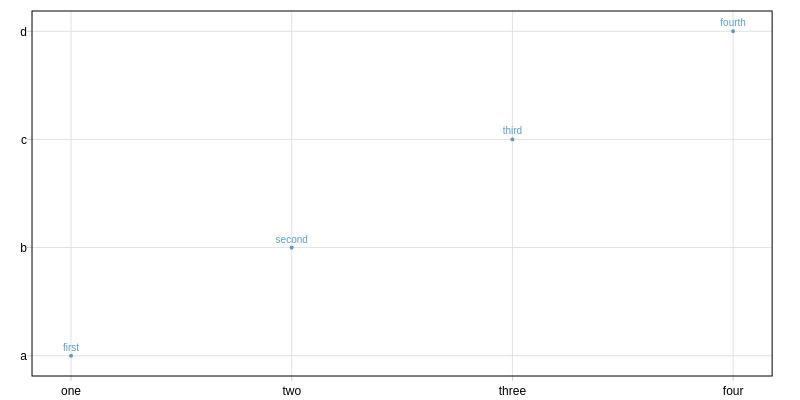 fourth
d
third
c
second
b
first
a
one two three four